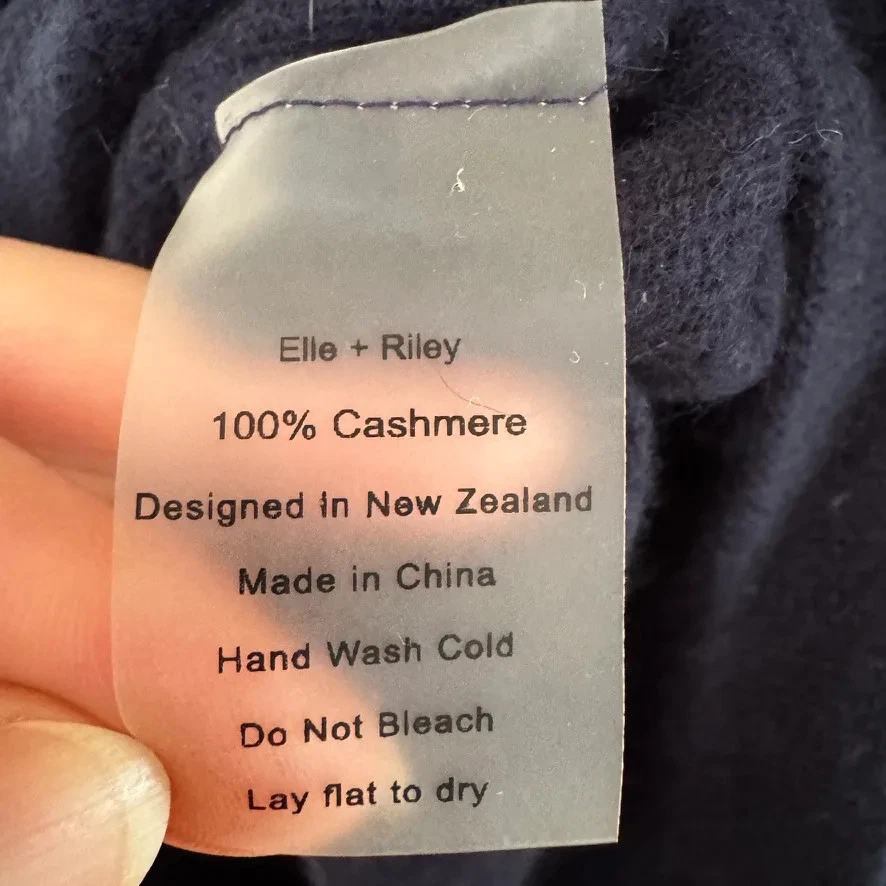 Elle + Riley
100% Cashmere
Designed in New Zealand
Made in China
Hand Wash Cold
Do Not Bleach
Lay flat to dry